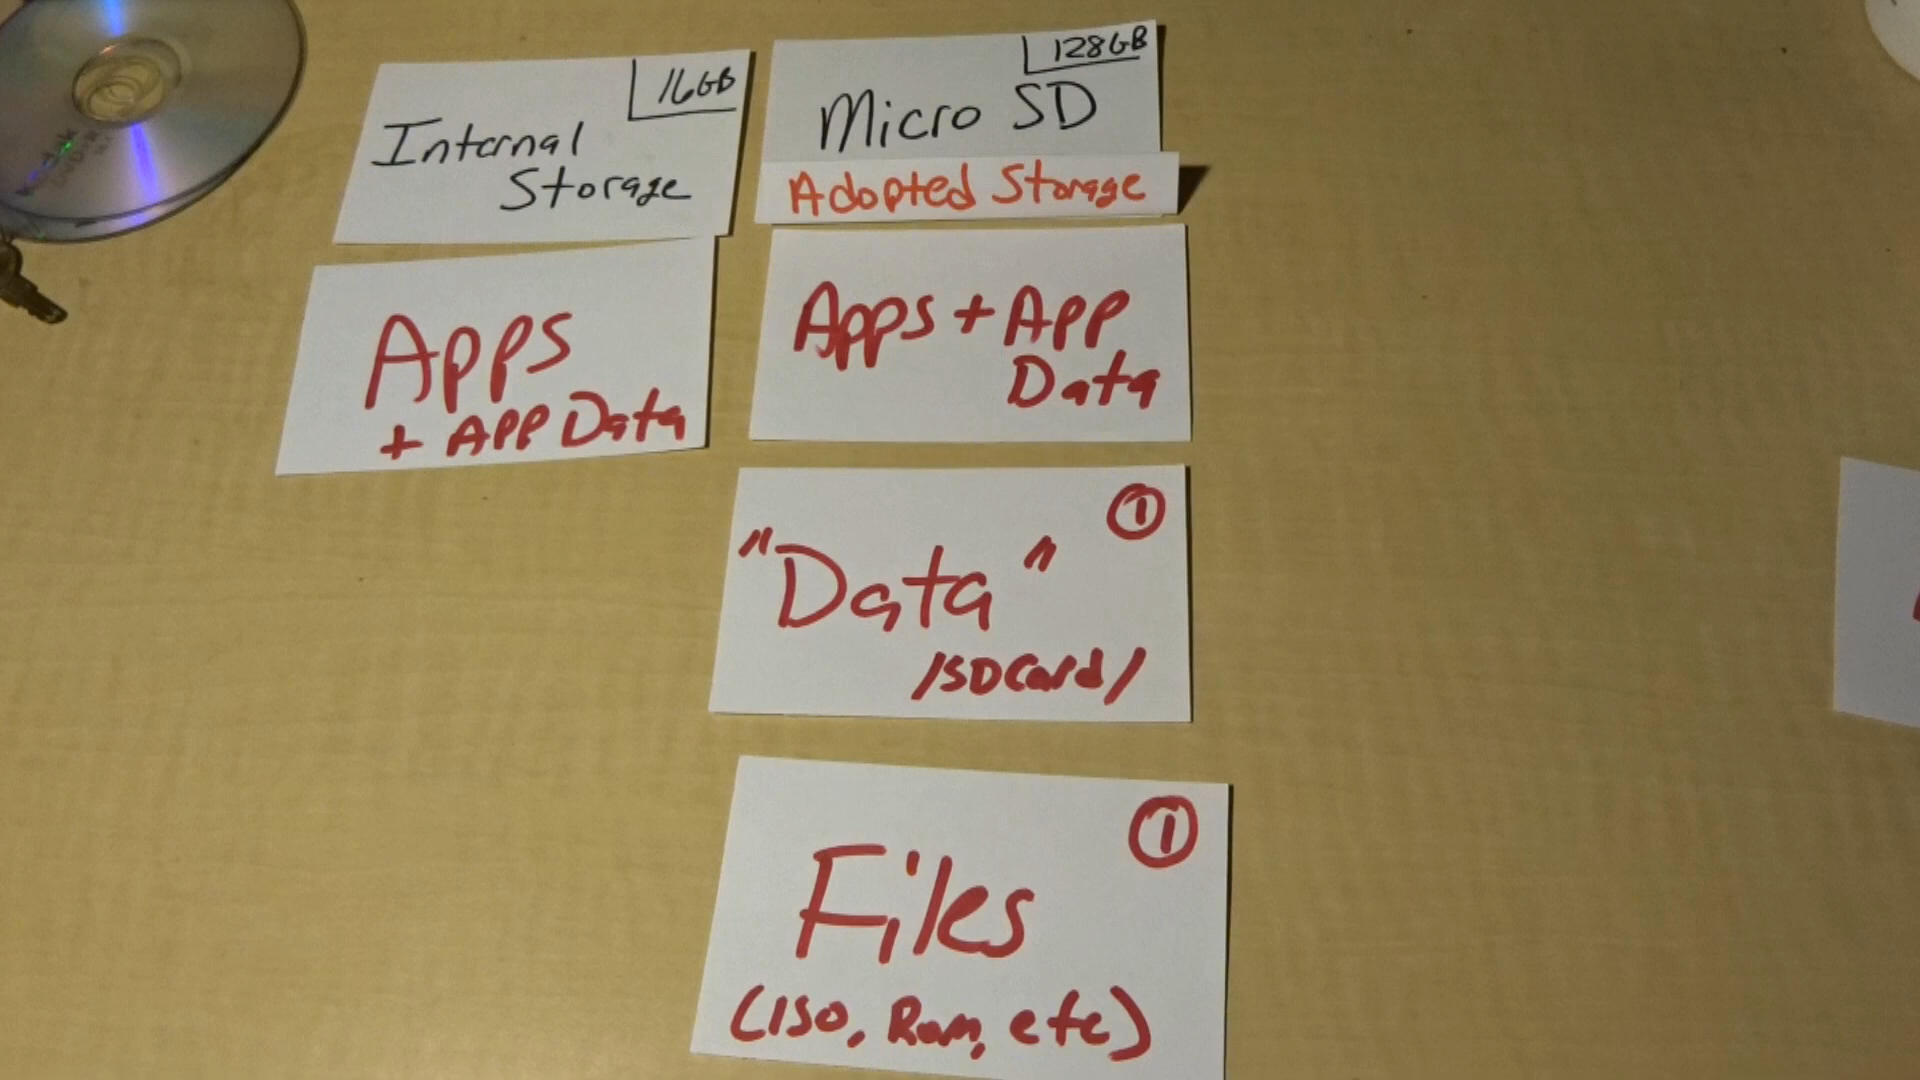 16GB
Internal
Storage
128GB
Micro SD
Adopted Storage
Apps
+ APP Data
Apps + App
Data
1
"Data"
/SDCard/
1
Files
(ISO, Rom, etc)